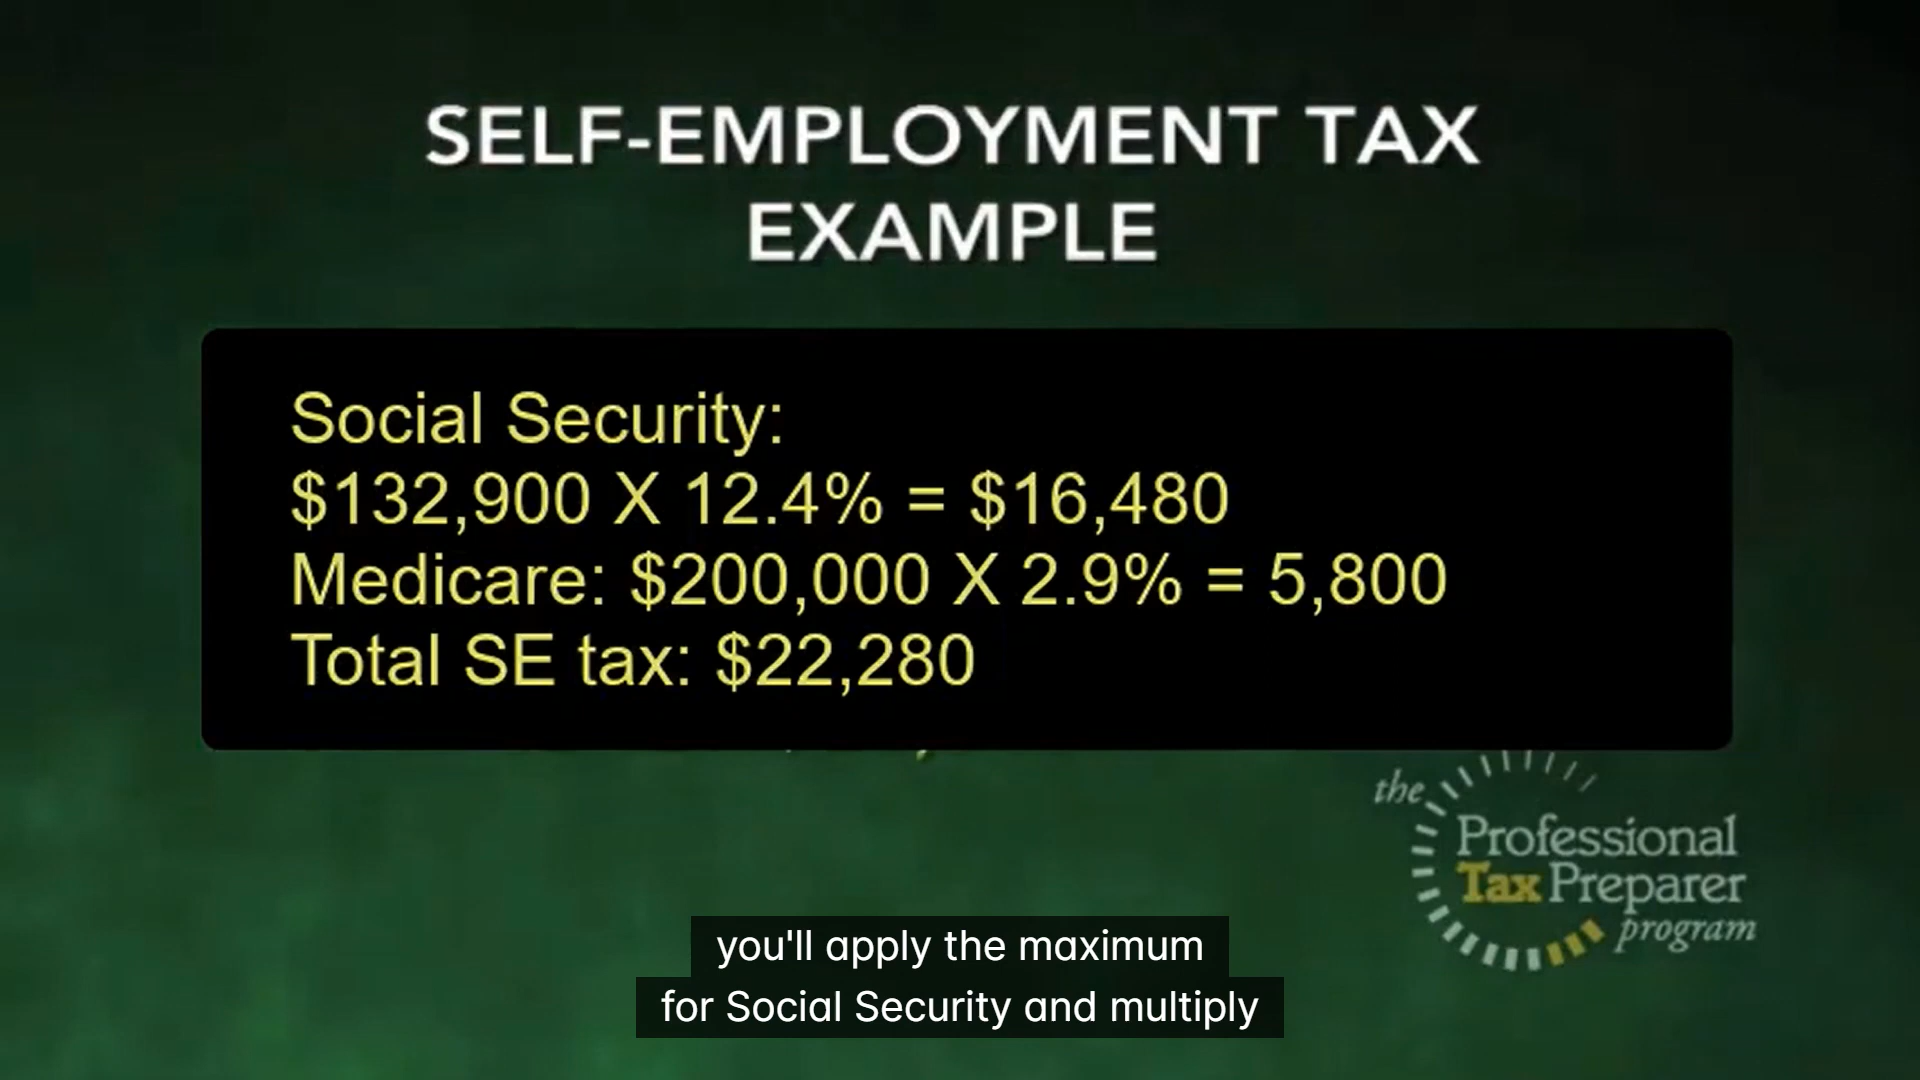 SELF-EMPLOYMENT TAX
EXAMPLE
Social Security:
$132,900 X 12.4% = $16,480
Medicare: $200,000 X 2.9% = 5,800
Total SE tax: $22,280
the
Professional
Tax Preparer
program
you'll apply the maximum
for Social Security and multiply